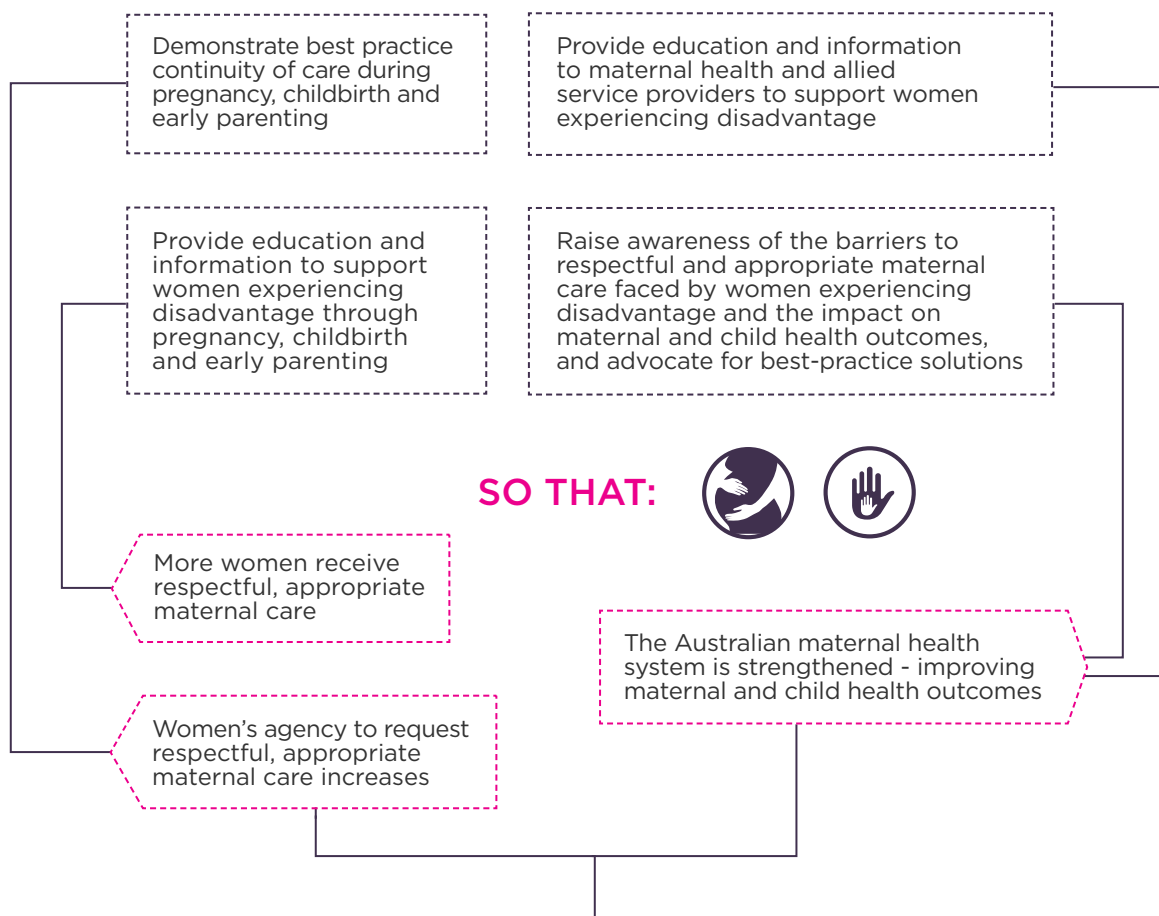 Demonstrate best practice
continuity of care during
pregnancy, childbirth and
early parenting
Provide education and information
to maternal health and allied
service providers to support women
experiencing disadvantage
Provide education and
information to support
women experiencing
disadvantage through
pregnancy, childbirth
and early parenting
Raise awareness of the barriers to
respectful and appropriate maternal
care faced by women experiencing
disadvantage and the impact on
maternal and child health outcomes,
and advocate for best-practice solutions
SO THAT:
More women receive
respectful, appropriate
maternal care
The Australian maternal health
system is strengthened - improving
maternal and child health outcomes
Women’s agency to request
respectful, appropriate
maternal care increases